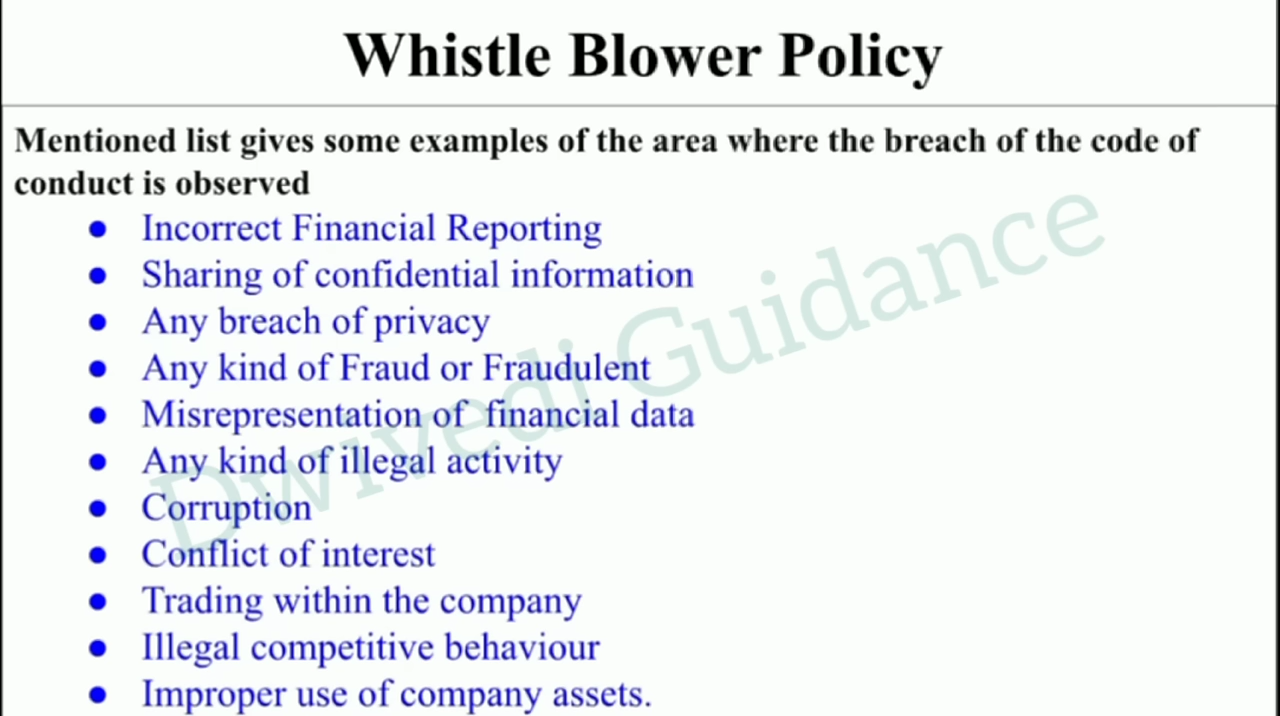 Whistle Blower Policy
Mentioned list gives some examples of the area where the breach of the code of
conduct is observed
● Incorrect Financial Reporting
● Sharing of confidential information
● Any breach of privacy
● Any kind of Fraud or Fraudulent
● Misrepresentation of financial data
● Any kind of illegal activity
● Corruption
● Conflict of interest
● Trading within the company
● Illegal competitive behaviour
● Improper use of company assets.
Dwivedi Guidance